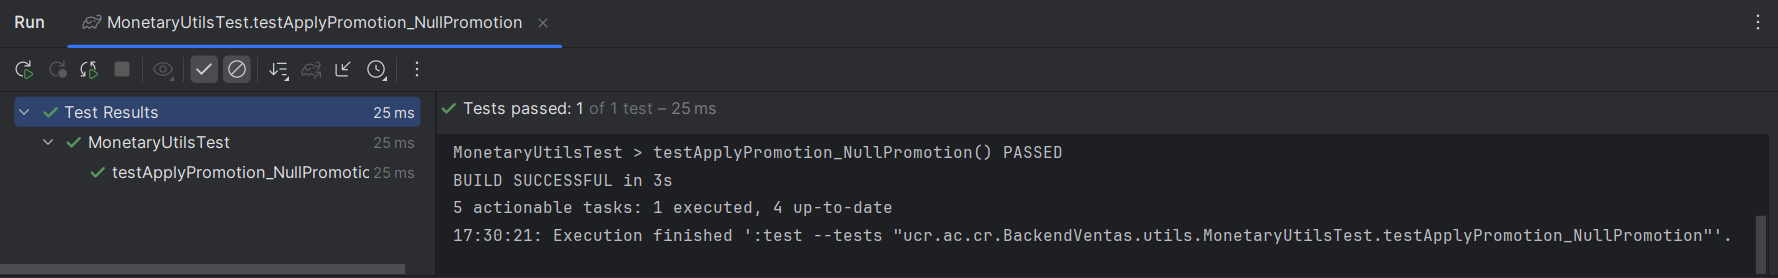 Run MonetaryUtilsTest.testApplyPromotion_NullPromotion
Test Results 25 ms
MonetaryUtilsTest 25 ms
testApplyPromotion_NullPromotic 25 ms
Tests passed: 1 of 1 test – 25 ms
MonetaryUtilsTest > testApplyPromotion_NullPromotion() PASSED
BUILD SUCCESSFUL in 3s
5 actionable tasks: 1 executed, 4 up-to-date
17:30:21: Execution finished ':test --tests "ucr.ac.cr.BackendVentas.utils.MonetaryUtilsTest.testApplyPromotion_NullPromotion"'.